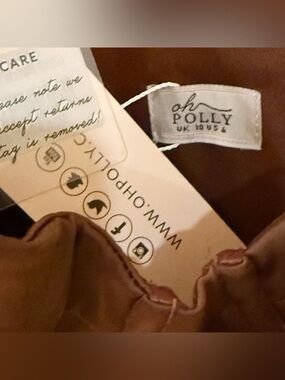 CARE
ease note we
accept returns
tag is removed!
WWW.OHPOLLY.C
oh
POLLY
UK 10 US 6